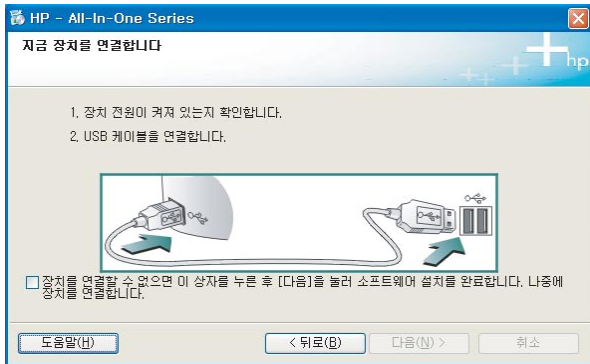 HP - All-In-One Series
지금 장치를 연결합니다
hp
1. 장치 전원이 켜져 있는지 확인합니다.
2. USB 케이블을 연결합니다.
장치를 연결할 수 없으면 이 상자를 누른 후 [다음]을 눌러 소프트웨어 설치를 완료합니다. 나중에
장치를 연결합니다.
도움말(H)
< 뒤로(B)
다음(N) >
취소